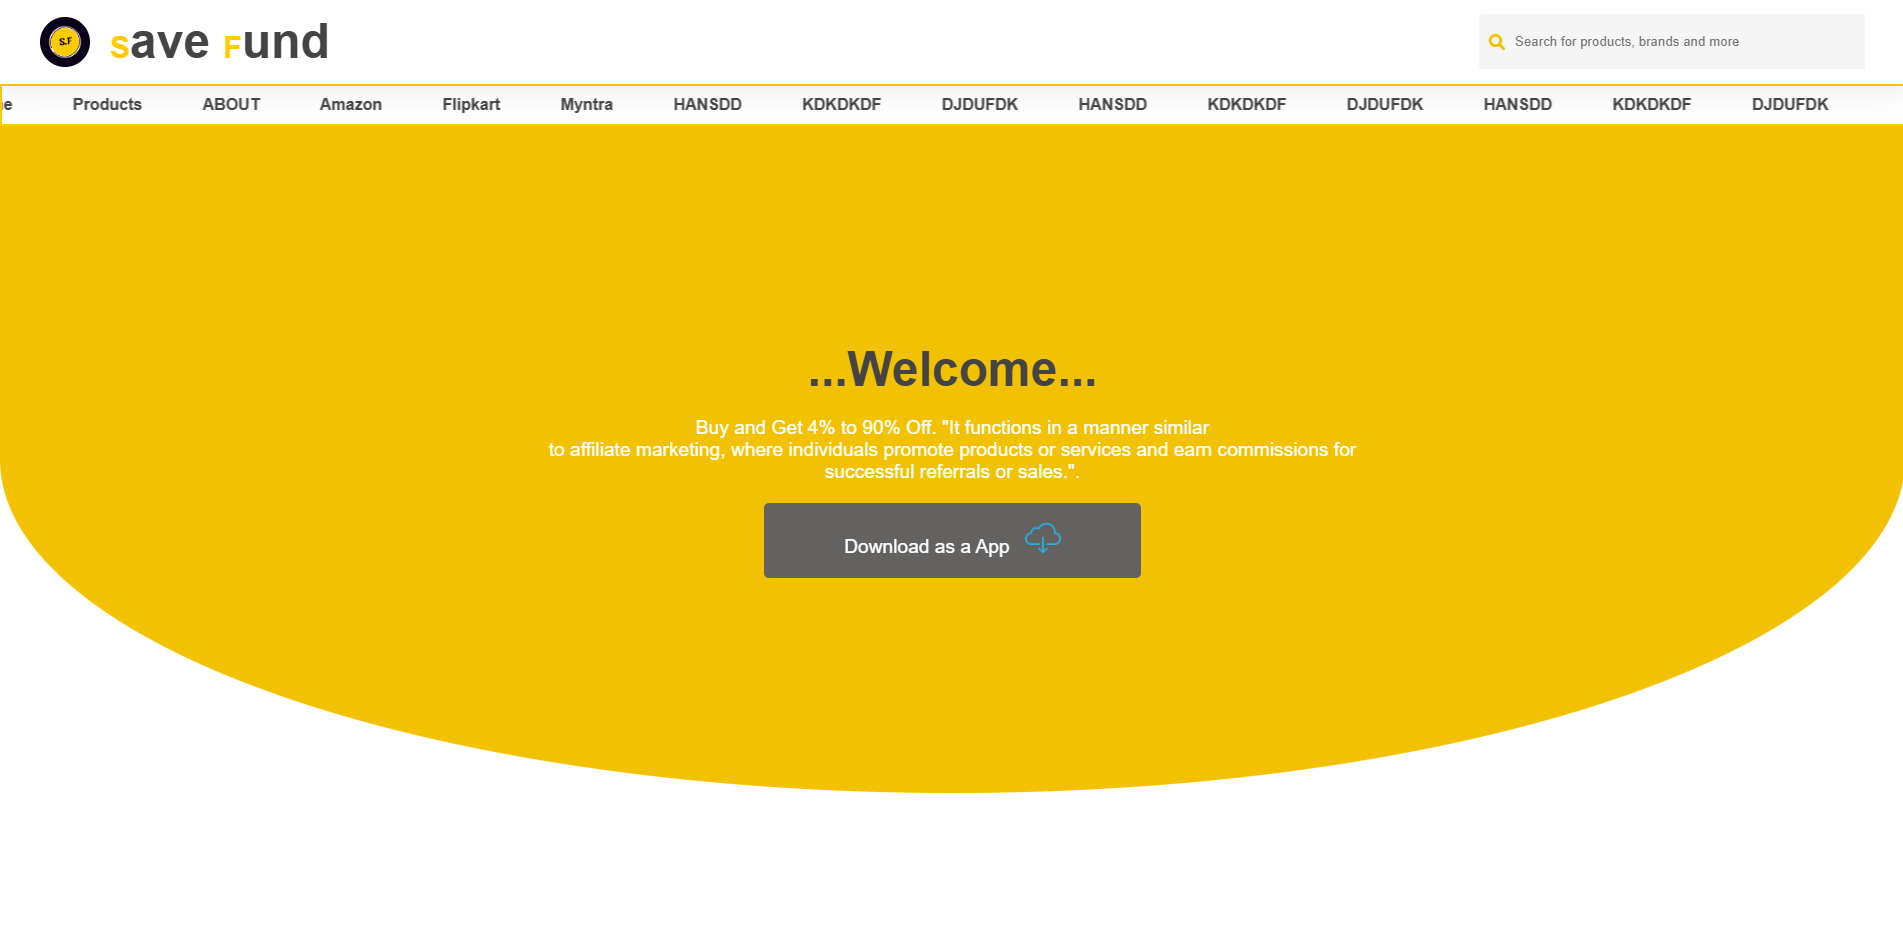 S.F
save Fund
Search for products, brands and more
Products ABOUT Amazon Flipkart Myntra HANSDD KDKDKDF DJDUFDK HANSDD KDKDKDF DJDUFDK HANSDD KDKDKDF DJDUFDK
...Welcome...
Buy and Get 4% to 90% Off. "It functions in a manner similar
to affiliate marketing, where individuals promote products or services and earn commissions for
successful referrals or sales.".
Download as a App